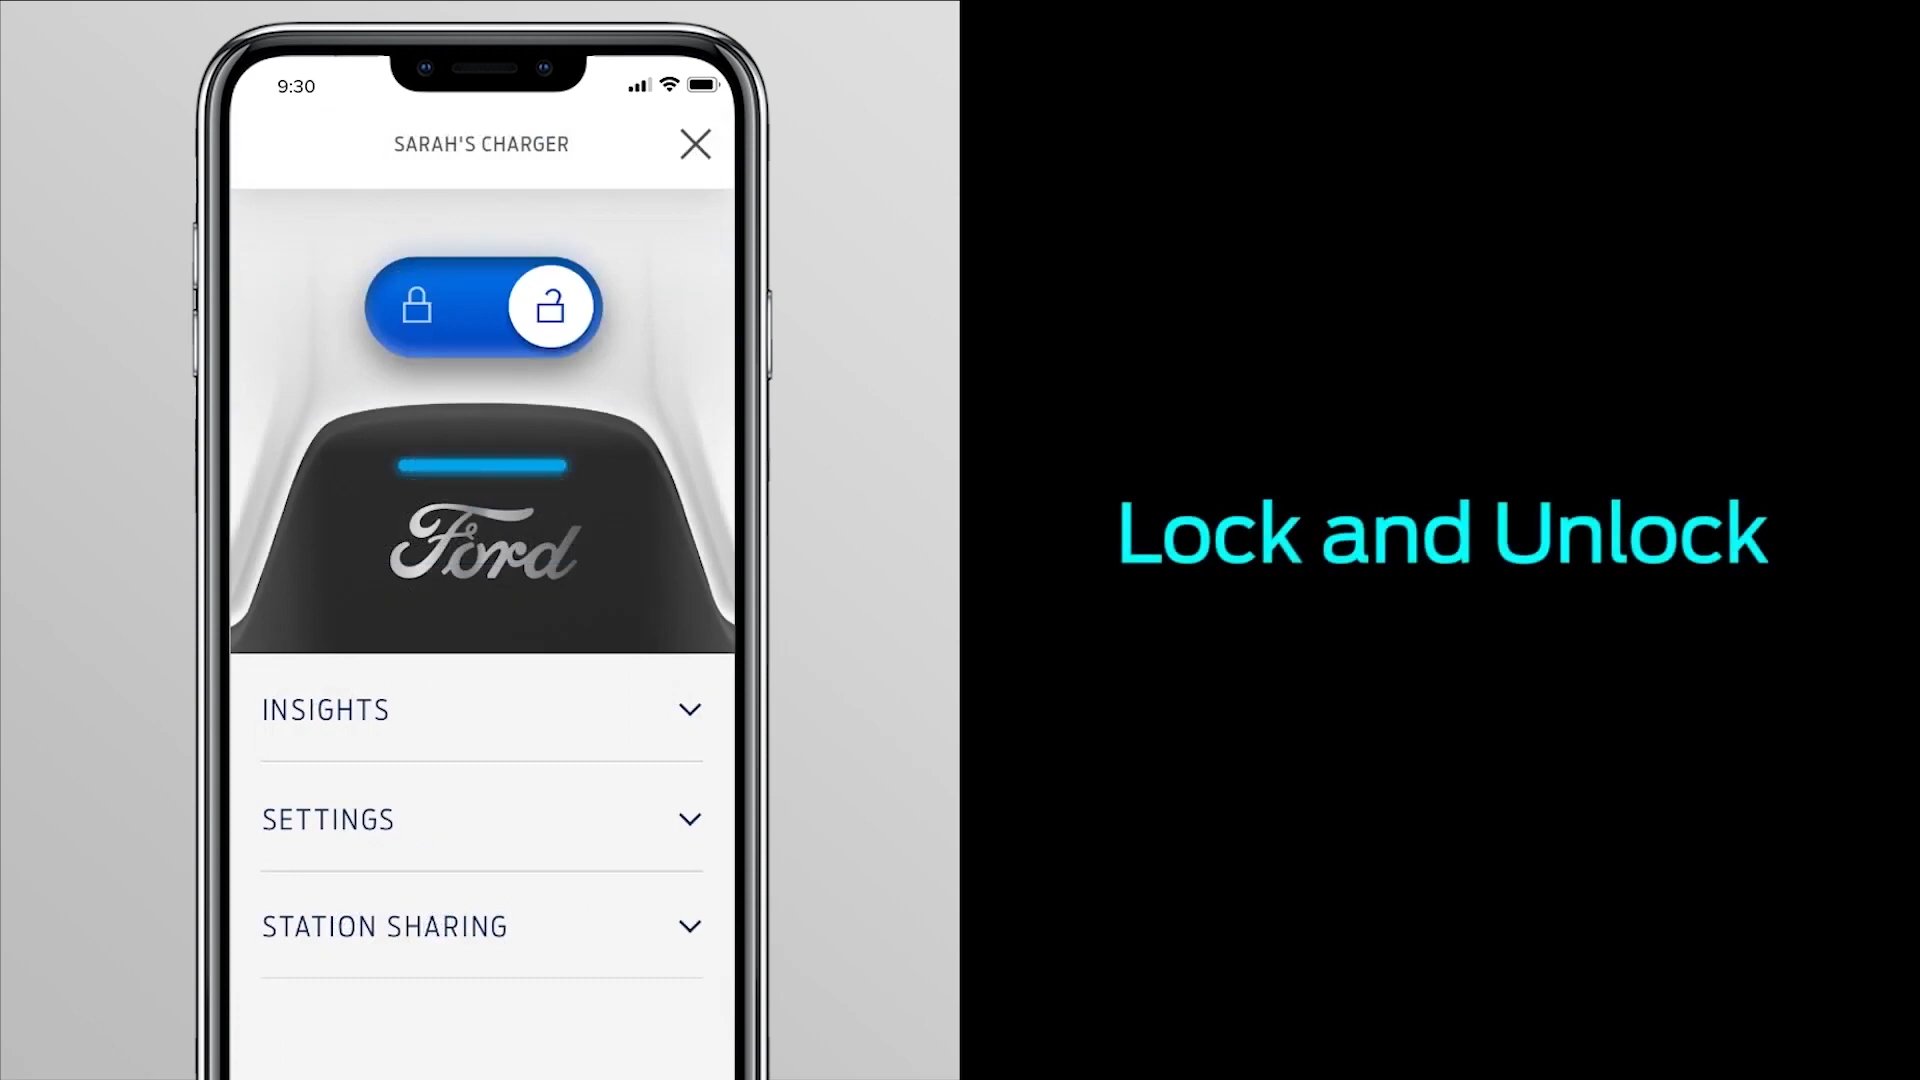 9:30
SARAH'S CHARGER
Ford
INSIGHTS
SETTINGS
STATION SHARING
Lock and Unlock